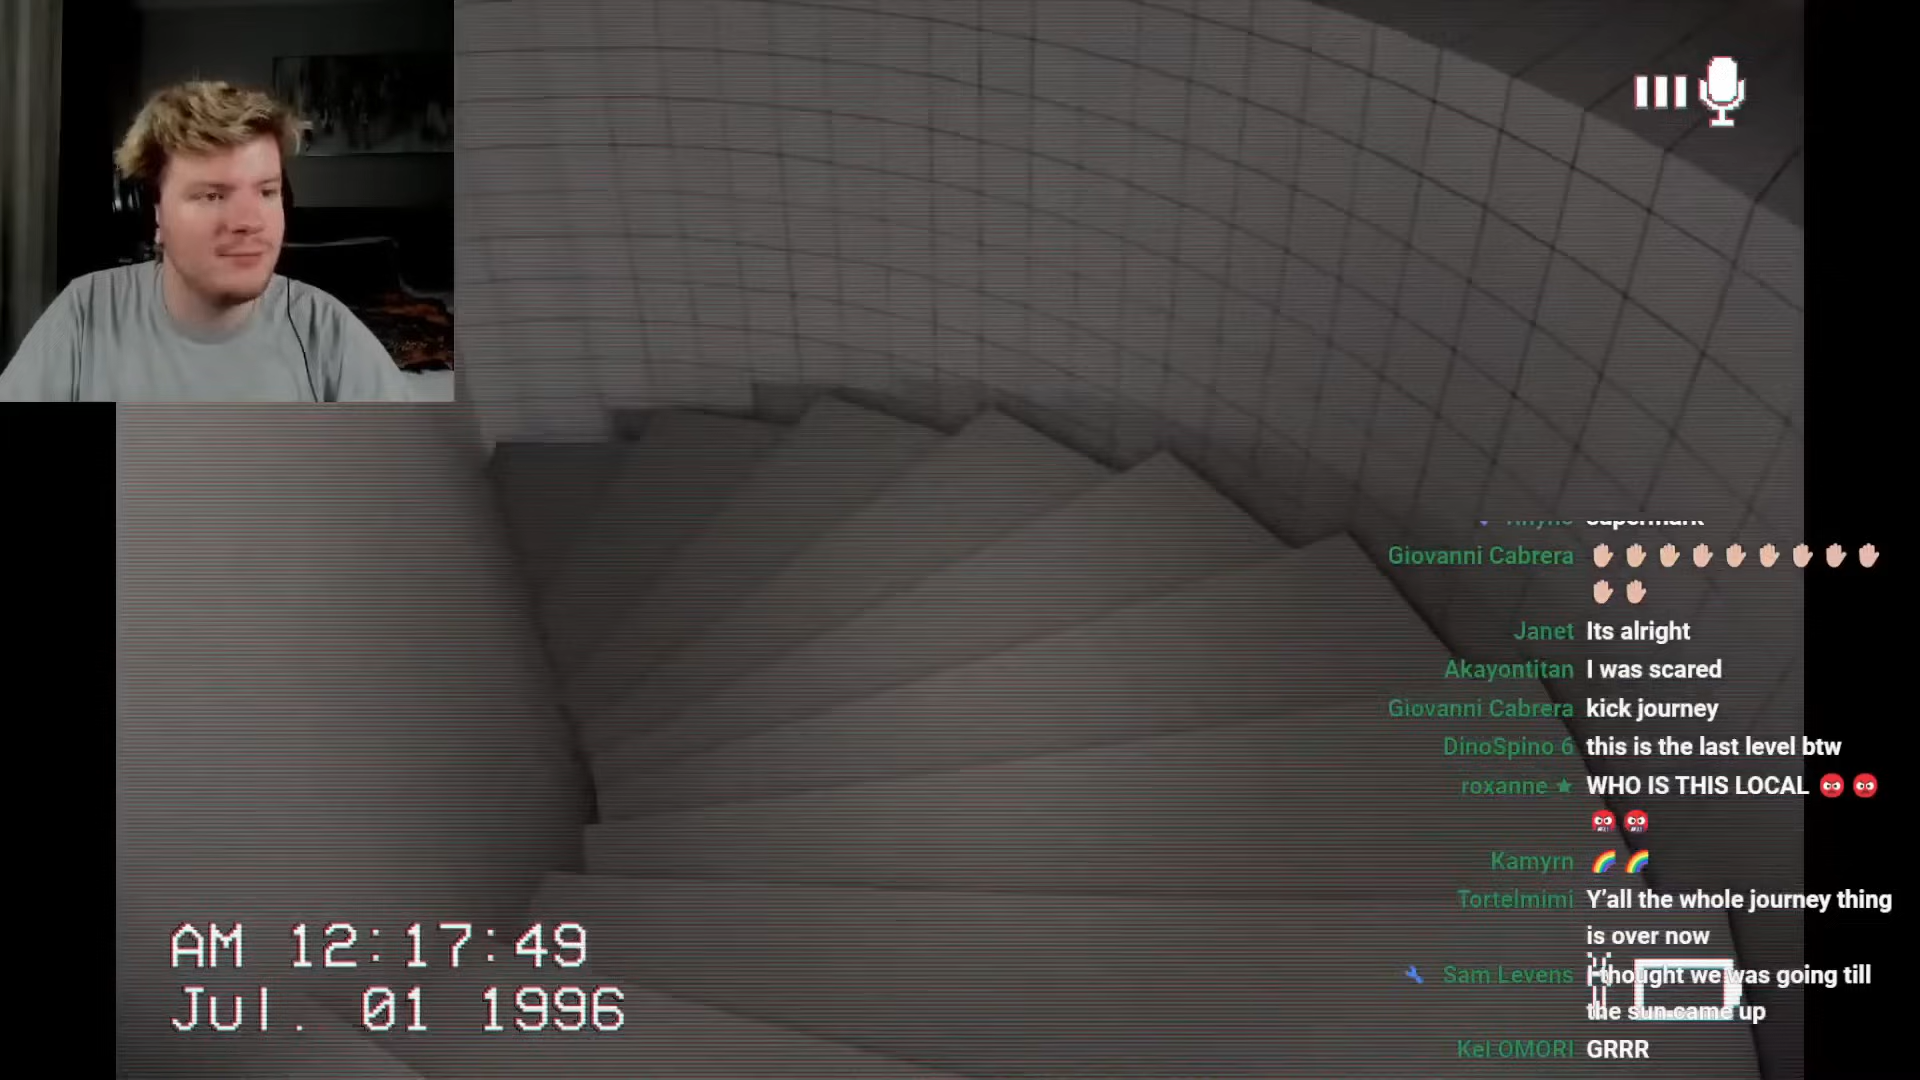 supermark
Giovanni Cabrera ✋🏻 ✋🏻 ✋🏻 ✋🏻 ✋🏻 ✋🏻 ✋🏻 ✋🏻 ✋🏻
✋🏻 ✋🏻
Janet Its alright
Akayontitan I was scared
Giovanni Cabrera kick journey
DinoSpino 6 this is the last level btw
roxanne ★ WHO IS THIS LOCAL 😡 😡
🤬 🤬
Kamyrn 🌈 🌈
Tortelmimi Y'all the whole journey thing
is over now
Sam Levens I thought we was going till
the sun came up
Kel OMORI GRRR
AM 12:17:49
Jul. 01 1996